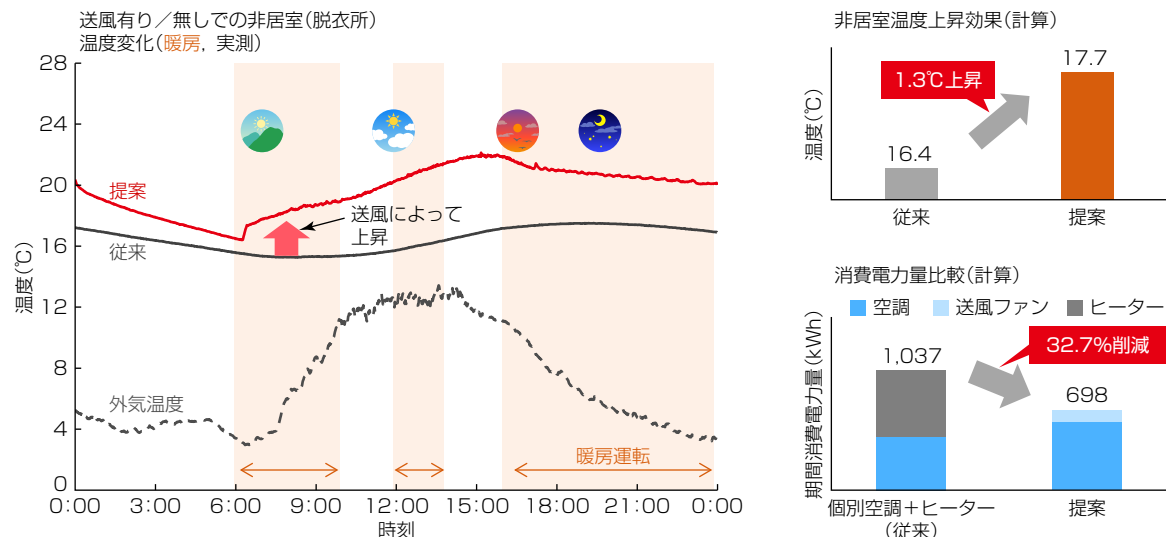 送風有り／無しでの非居室（脱衣所）
温度変化（暖房，実測）
温度（℃）
28
24
20
16
12
8
4
0
提案
従来
送風によって
上昇
外気温度
暖房運転
0:00
3:00
6:00
9:00
12:00
15:00
18:00
21:00
0:00
時刻
非居室温度上昇効果（計算）
温度（℃）
1.3℃上昇
16.4
17.7
従来
提案
消費電力量比較（計算）
空調
送風ファン
ヒーター
期間消費電力量（kWh）
32.7%削減
1,037
698
個別空調＋ヒーター
（従来）
提案